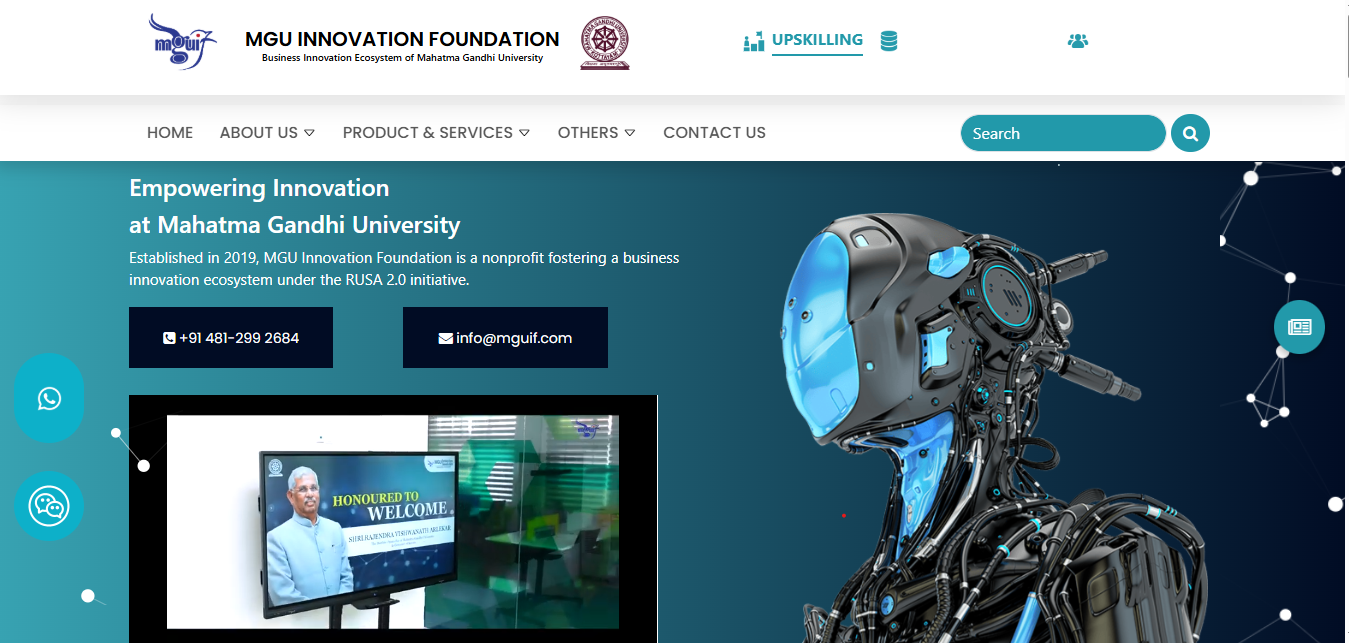 mguif
MGU INNOVATION FOUNDATION
Business Innovation Ecosystem of Mahatma Gandhi University
UPSKILLING
HOME
ABOUT US
PRODUCT & SERVICES
OTHERS
CONTACT US
Search
Empowering Innovation
at Mahatma Gandhi University
Established in 2019, MGU Innovation Foundation is a nonprofit fostering a business
innovation ecosystem under the RUSA 2.0 initiative.
+91 481-299 2684
info@mguif.com
HONOURED TO
WELCOME
SHRI RAJENDRA VISHWANATH ARLEKAR